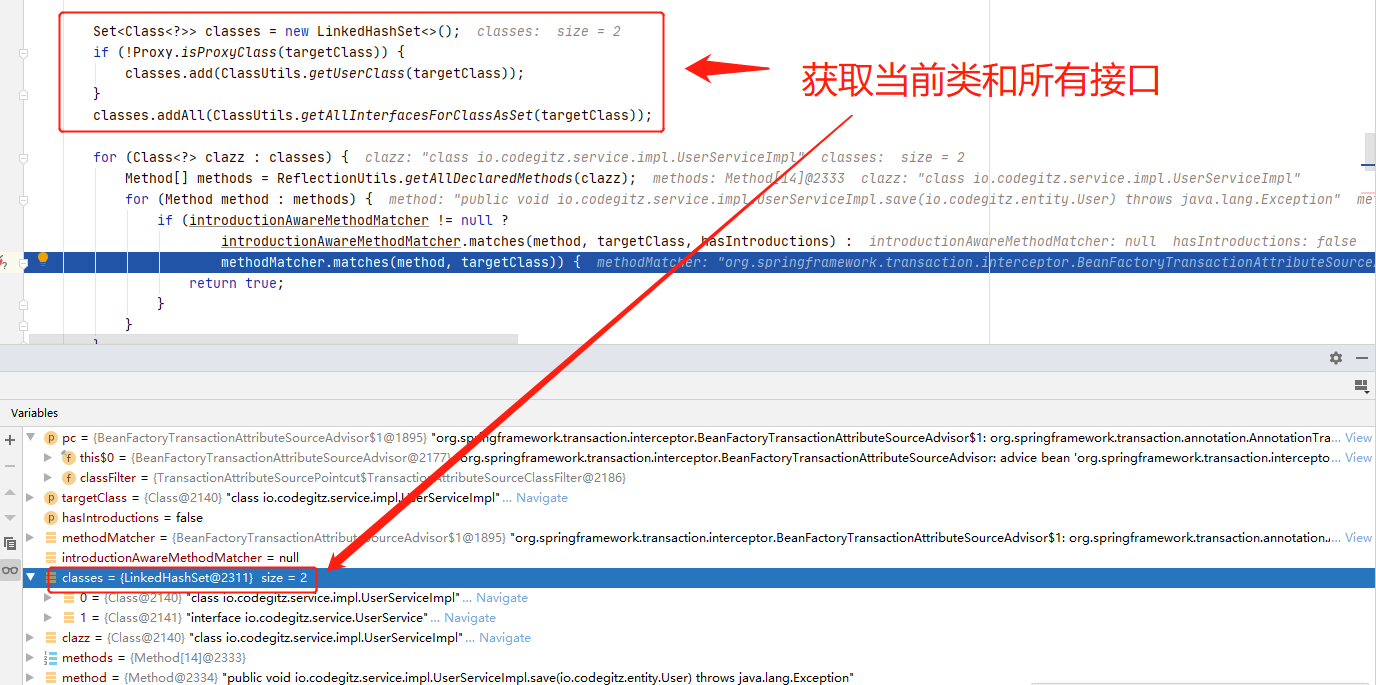 Set<Class<?>> classes = new LinkedHashSet<>(); classes: size = 2
if (!Proxy.isProxyClass(targetClass)) {
classes.add(ClassUtils.getUserClass(targetClass));
}
classes.addAll(ClassUtils.getAllInterfacesForClassAsSet(targetClass));
获取当前类和所有接口
for (Class<?> clazz : classes) { clazz: "class io.codegitz.service.impl.UserServiceImpl" classes: size = 2
Method[] methods = ReflectionUtils.getAllDeclaredMethods(clazz); methods: Method[14]@2333 clazz: "class io.codegitz.service.impl.UserServiceImpl"
for (Method method : methods) { method: "public void io.codegitz.service.impl.UserServiceImpl.save(io.codegitz.entity.User) throws java.lang.Exception" met
if (introductionAwareMethodMatcher != null ?
introductionAwareMethodMatcher.matches(method, targetClass, hasIntroductions) : introductionAwareMethodMatcher: null hasIntroductions: false
methodMatcher.matches(method, targetClass)) { methodMatcher: "org.springframework.transaction.interceptor.BeanFactoryTransactionAttributeSource
return true;
}
}
}
Variables
pc = {BeanFactoryTransactionAttributeSourceAdvisor$1@1895} "org.springframework.transaction.interceptor.BeanFactoryTransactionAttributeSourceAdvisor$1: org.springframework.transaction.annotation.AnnotationTra... View
this$0 = {BeanFactoryTransactionAttributeSourceAdvisor@2177} "org.springframework.transaction.interceptor.BeanFactoryTransactionAttributeSourceAdvisor: advice bean 'org.springframework.transaction.intercepto... View
classFilter = {TransactionAttributeSourcePointcut$TransactionAttributeSourceClassFilter@2186}
targetClass = {Class@2140} "class io.codegitz.service.impl.UserServiceImpl"... Navigate
hasIntroductions = false
methodMatcher = {BeanFactoryTransactionAttributeSourceAdvisor$1@1895} "org.springframework.transaction.interceptor.BeanFactoryTransactionAttributeSourceAdvisor$1: org.springframework.transaction.annotation.... View
introductionAwareMethodMatcher = null
classes = {LinkedHashSet@2311} size = 2
0 = {Class@2140} "class io.codegitz.service.impl.UserServiceImpl"... Navigate
1 = {Class@2141} "interface io.codegitz.service.UserService"... Navigate
clazz = {Class@2140} "class io.codegitz.service.impl.UserServiceImpl"... Navigate
methods = {Method[14]@2333}
method = {Method@2334} "public void io.codegitz.service.impl.UserServiceImpl.save(io.codegitz.entity.User) throws java.lang.Exception"